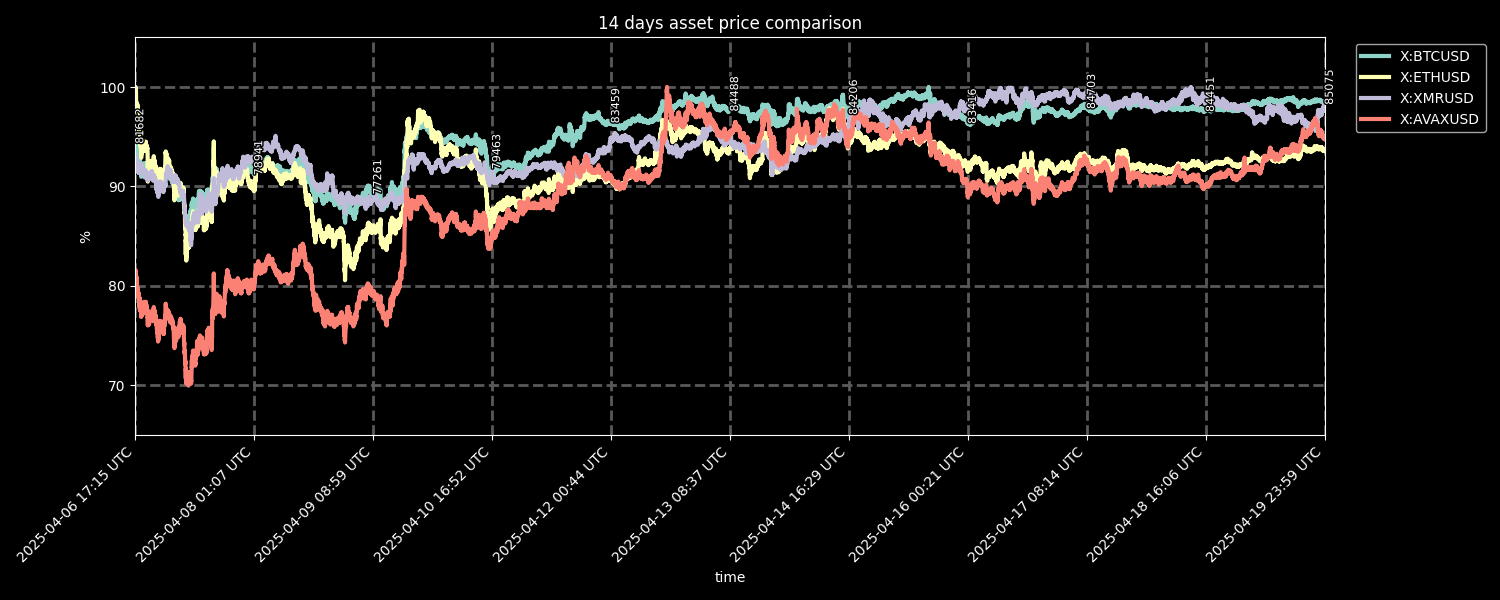 14 days asset price comparison
X:BTCUSD
X:ETHUSD
X:XMRUSD
X:AVAXUSD
%
100
90
80
70
78941
77261
79463
83459
84488
84206
83416
84703
84451
85075
2025-04-06 17:15 UTC
2025-04-08 01:07 UTC
2025-04-09 08:59 UTC
2025-04-10 16:52 UTC
2025-04-12 00:44 UTC
2025-04-13 08:37 UTC
2025-04-14 16:29 UTC
2025-04-16 00:21 UTC
2025-04-17 08:14 UTC
2025-04-18 16:06 UTC
2025-04-19 23:59 UTC
time